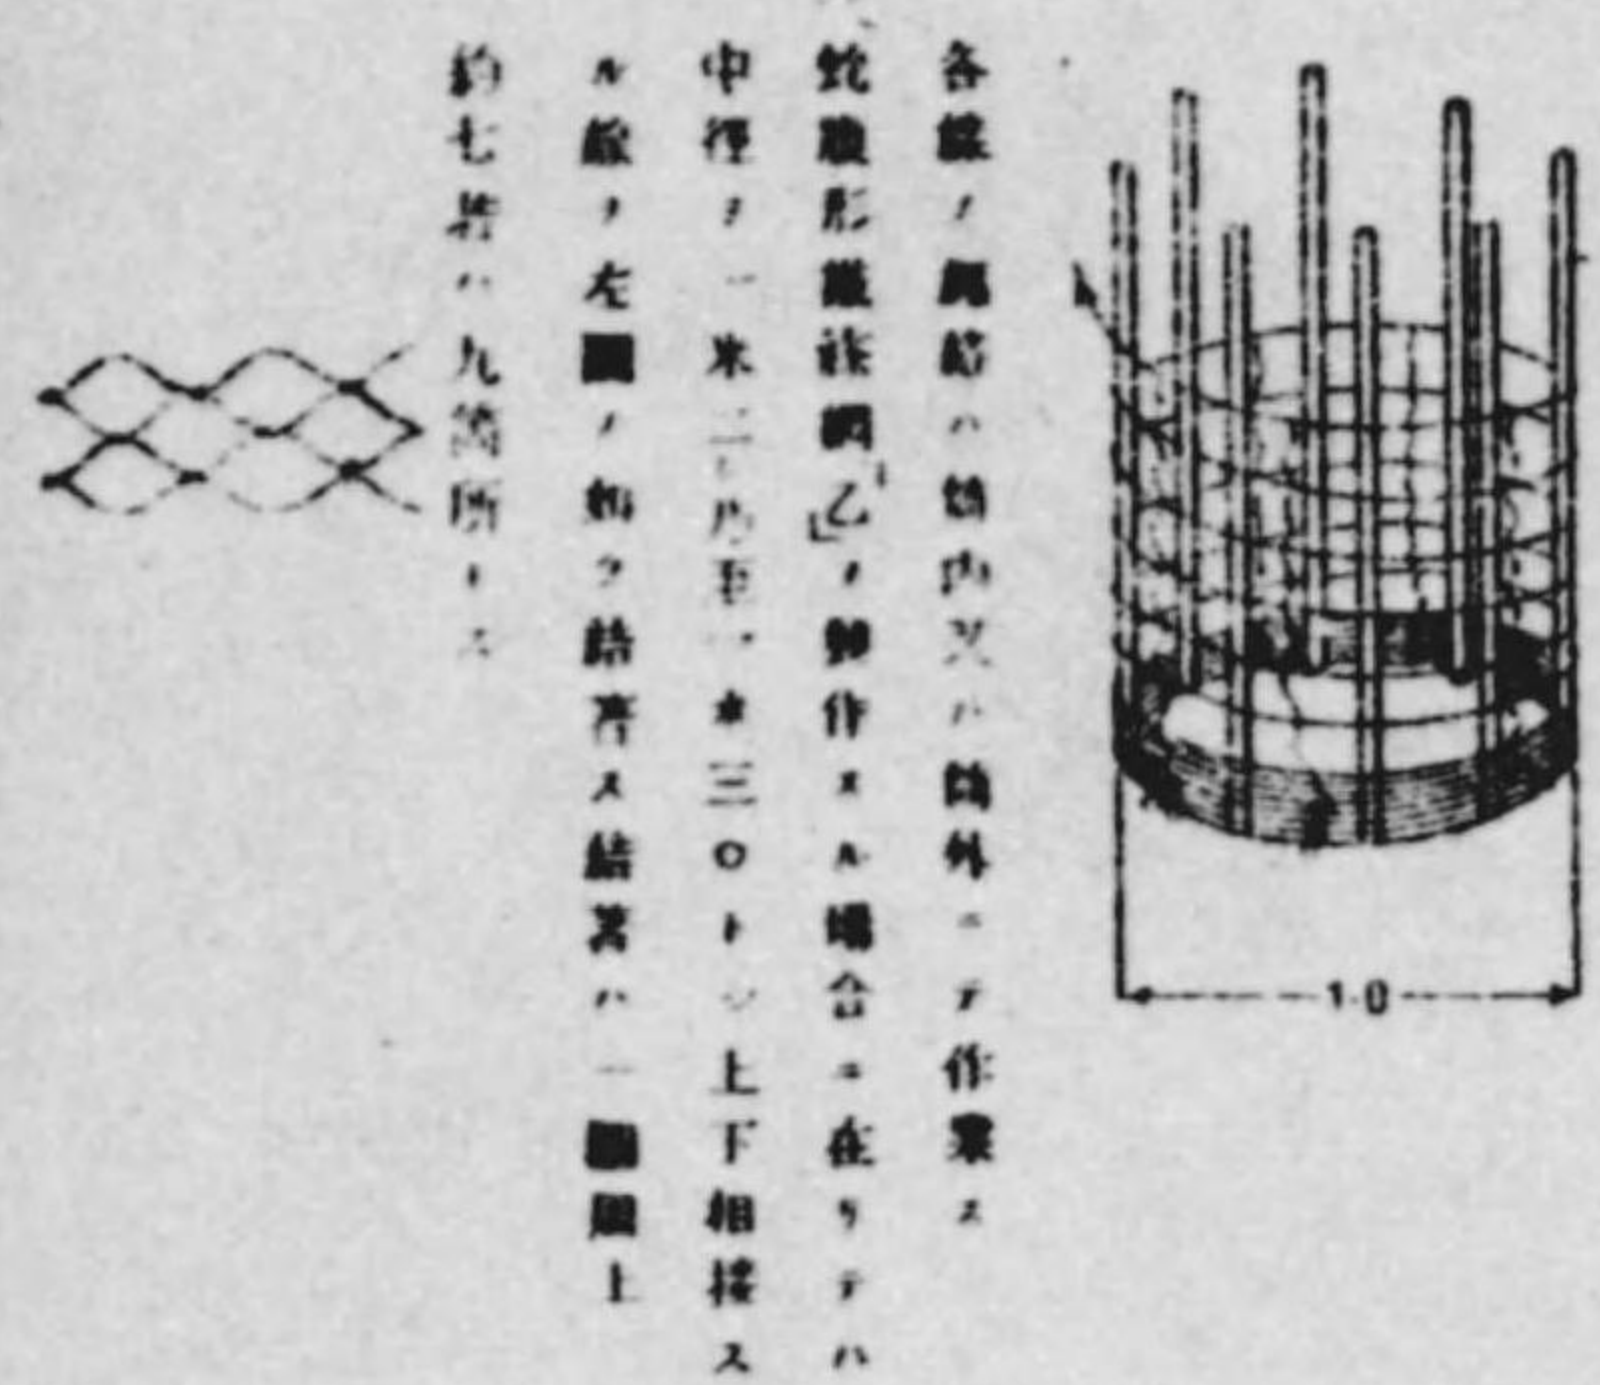 各線ノ緊結ハ筒内又ハ筒外ニテ作業ス
蛇腹形鐵條網「乙」ノ製作スル場合ニ在リテハ
中徑ヲ一米二〇乃至一米三〇トシ上下相接ス
ル線ヲ左圖ノ如ク結著ス結著ハ一圓周上
約七若ハ九箇所トス
1.0